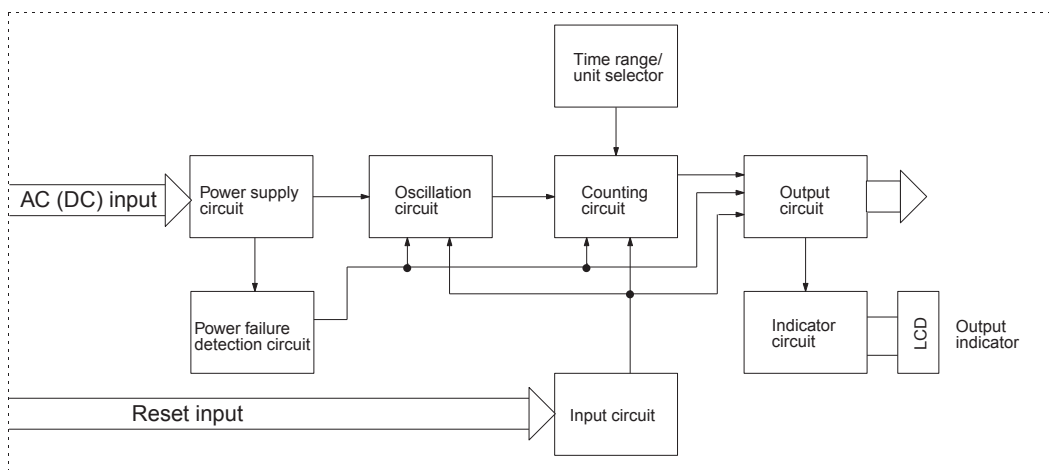 Time range/
unit selector
AC (DC) input
Power supply
circuit
Oscillation
circuit
Counting
circuit
Output
circuit
Power failure
detection circuit
Indicator
circuit
LCD
Output
indicator
Reset input
Input circuit